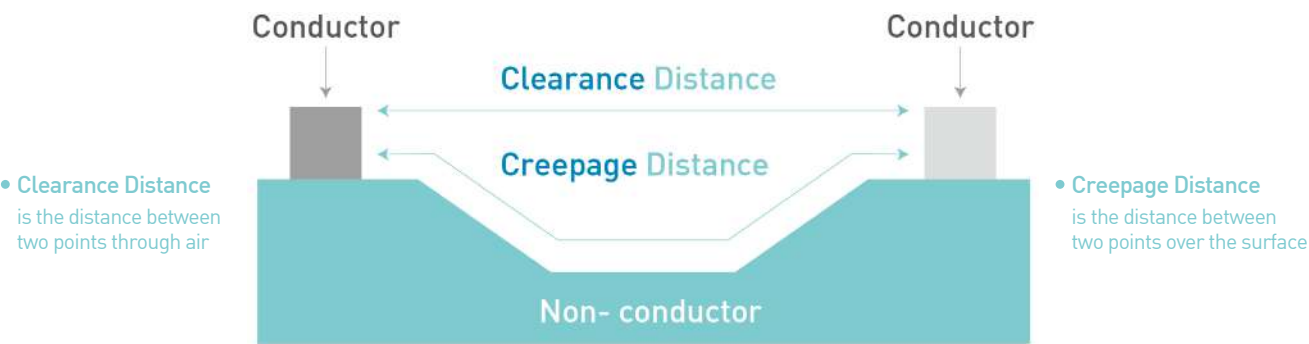 Conductor
Conductor
Clearance Distance
Creepage Distance
• Clearance Distance
is the distance between
two points through air
• Creepage Distance
is the distance between
two points over the surface
Non- conductor